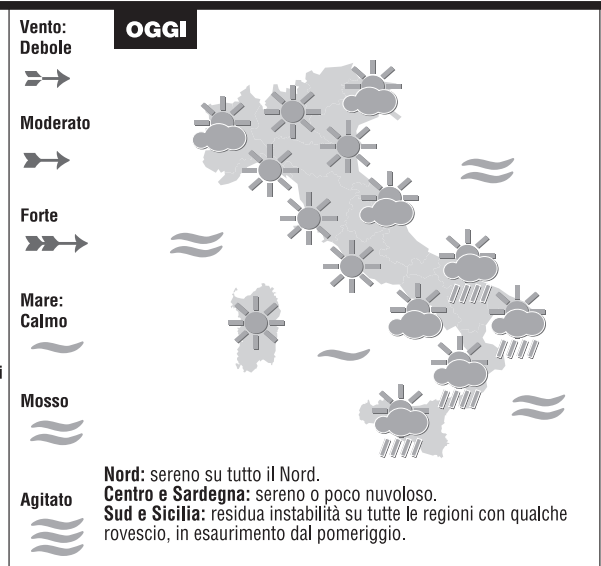 Vento:
Debole
OGGI
Moderato
Forte
Mare:
Calmo
i
Mosso
Agitato
Nord: sereno su tutto il Nord.
Centro e Sardegna: sereno o poco nuvoloso.
Sud e Sicilia: residua instabilità su tutte le regioni con qualche
rovescio, in esaurimento dal pomeriggio.